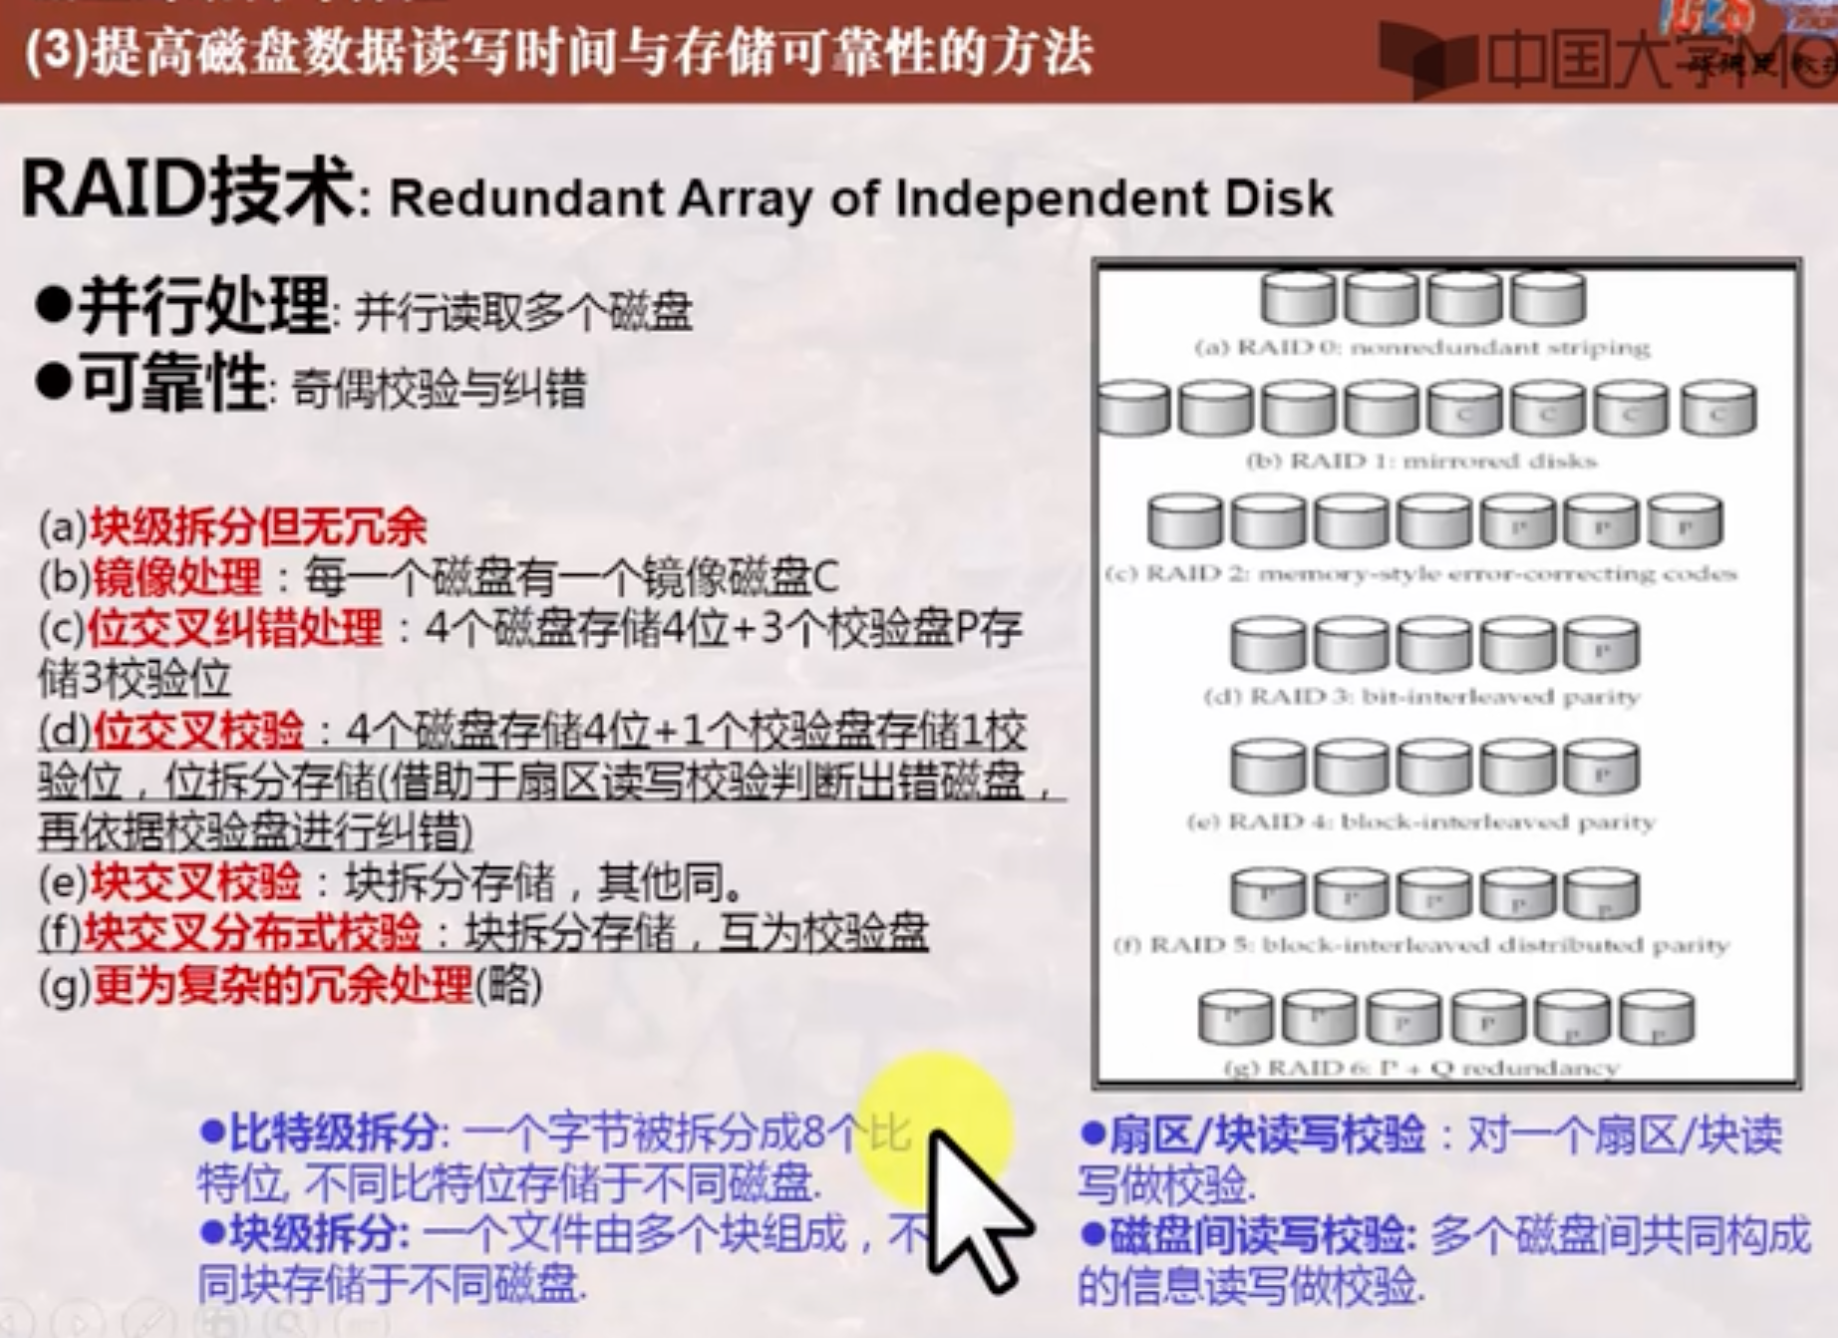 (3)提高磁盘数据读写时间与存储可靠性的方法
中国大学MO
RAID技术: Redundant Array of Independent Disk
●并行处理: 并行读取多个磁盘
●可靠性: 奇偶校验与纠错
(a)块级拆分但无冗余
(b)镜像处理：每一个磁盘有一个镜像磁盘C
(c)位交叉纠错处理：4个磁盘存储4位+3个校验盘P存
储3校验位
(d)位交叉校验：4个磁盘存储4位+1个校验盘存储1校
验位，位拆分存储(借助于扇区读写校验判断出错磁盘，
再依据校验盘进行纠错)
(e)块交叉校验：块拆分存储，其他同。
(f)块交叉分布式校验：块拆分存储，互为校验盘
(g)更为复杂的冗余处理(略)
(a) RAID 0: nonredundant striping
C C C C
(b) RAID 1: mirrored disks
P P P
(c) RAID 2: memory-style error-correcting codes
P
(d) RAID 3: bit-interleaved parity
P
(e) RAID 4: block-interleaved parity
P P P P P
(f) RAID 5: block-interleaved distributed parity
P P P P P P
(g) RAID 6: P + Q redundancy
●比特级拆分: 一个字节被拆分成8个比
特位, 不同比特位存储于不同磁盘.
●块级拆分: 一个文件由多个块组成，不
同块存储于不同磁盘.
●扇区/块读写校验：对一个扇区/块读
写做校验.
●磁盘间读写校验: 多个磁盘间共同构成
的信息读写做校验.